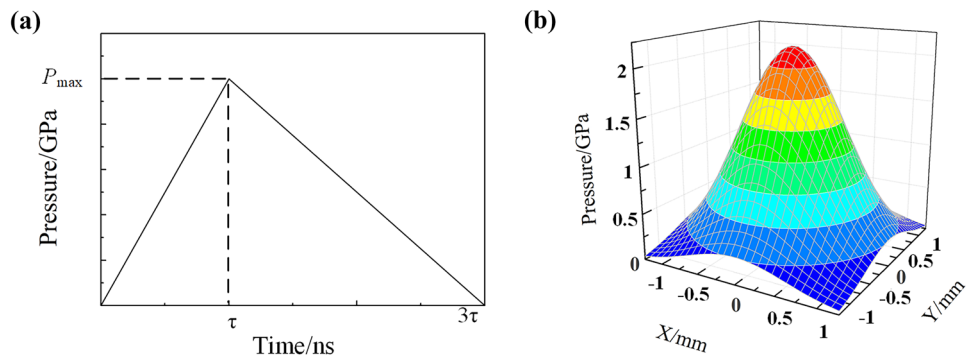 (a)
Pmax
Pressure/GPa
τ
3τ
Time/ns
(b)
2
1.5
1
0.5
0
Pressure/GPa
-1
-0.5
0
0.5
1
X/mm
1
0.5
0
-0.5
-1
Y/mm